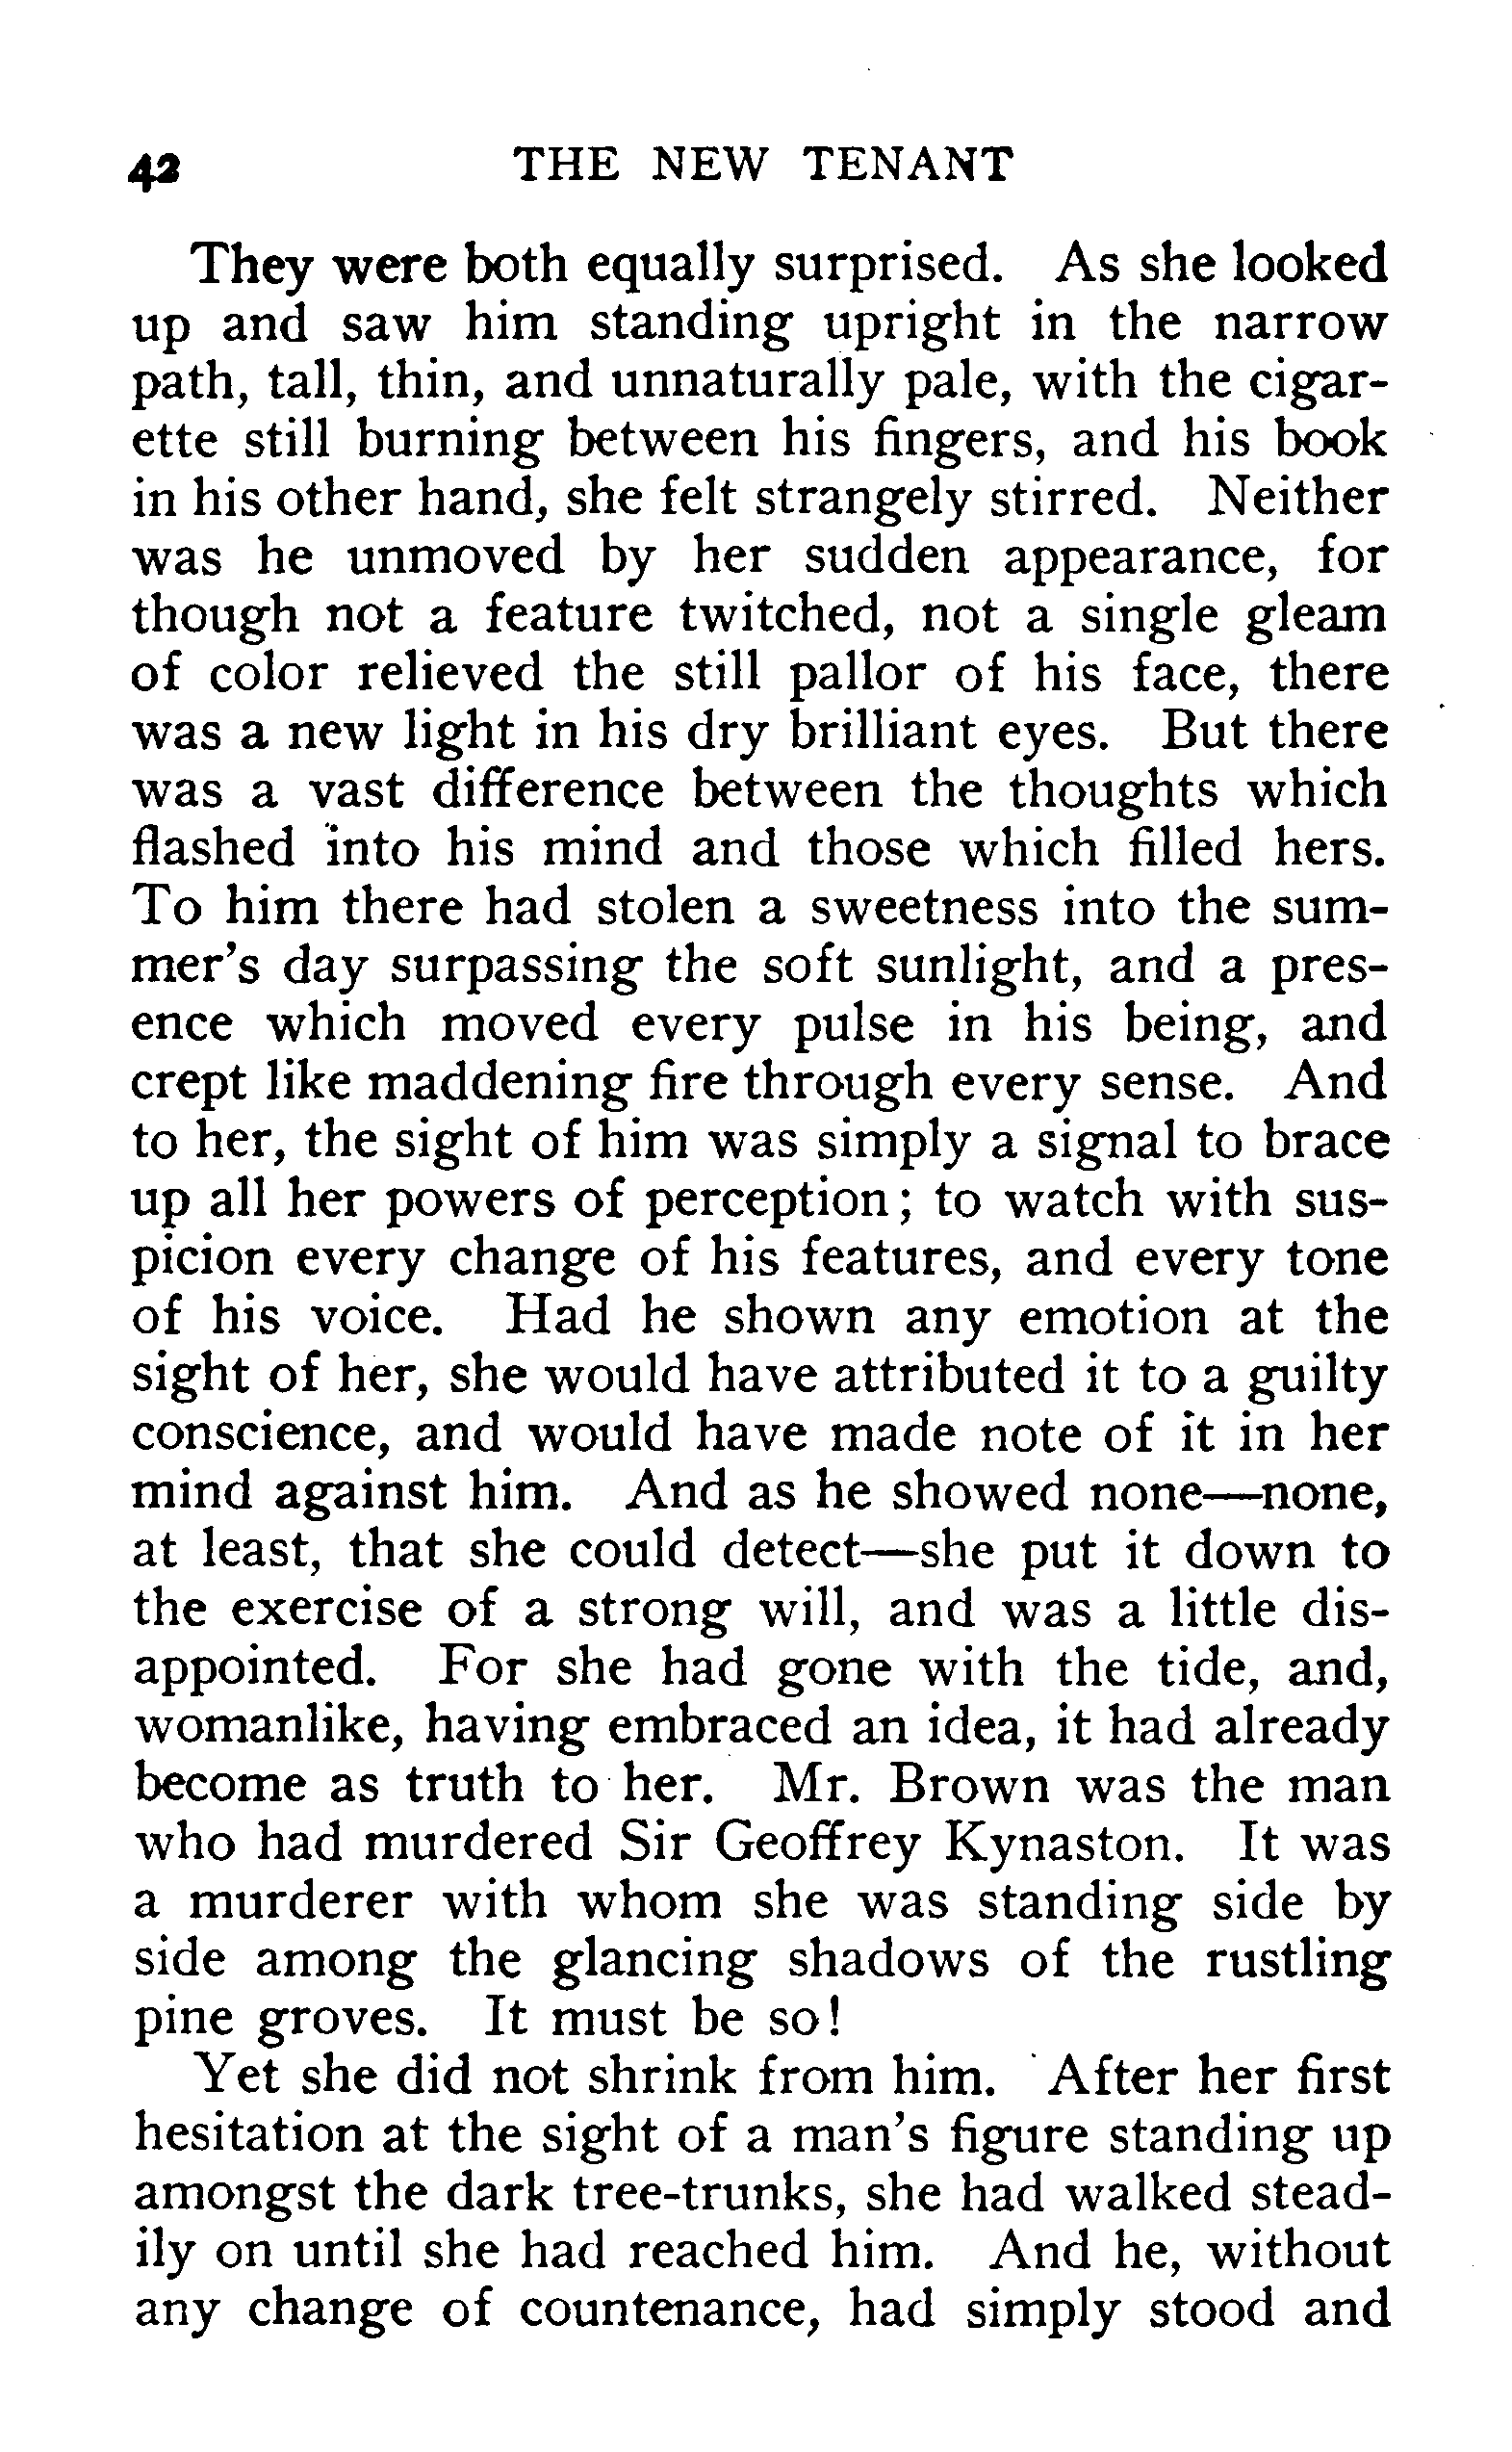 42 THE NEW TENANT
They were both equally surprised. As she looked
up and saw him standing upright in the narrow
path, tall, thin, and unnaturally pale, with the cigar-
ette still burning between his fingers, and his book
in his other hand, she felt strangely stirred. Neither
was he unmoved by her sudden appearance, for
though not a feature twitched, not a single gleam
of color relieved the still pallor of his face, there
was a new light in his dry brilliant eyes. But there
was a vast difference between the thoughts which
flashed into his mind and those which filled hers.
To him there had stolen a sweetness into the sum-
mer's day surpassing the soft sunlight, and a pres-
ence which moved every pulse in his being, and
crept like maddening fire through every sense. And
to her, the sight of him was simply a signal to brace
up all her powers of perception; to watch with sus-
picion every change of his features, and every tone
of his voice. Had he shown any emotion at the
sight of her, she would have attributed it to a guilty
conscience, and would have made note of it in her
mind against him. And as he showed none—none,
at least, that she could detect—she put it down to
the exercise of a strong will, and was a little dis-
appointed. For she had gone with the tide, and,
womanlike, having embraced an idea, it had already
become as truth to her. Mr. Brown was the man
who had murdered Sir Geoffrey Kynaston. It was
a murderer with whom she was standing side by
side among the glancing shadows of the rustling
pine groves. It must be so!
Yet she did not shrink from him. After her first
hesitation at the sight of a man's figure standing up
amongst the dark tree-trunks, she had walked stead-
ily on until she had reached him. And he, without
any change of countenance, had simply stood and